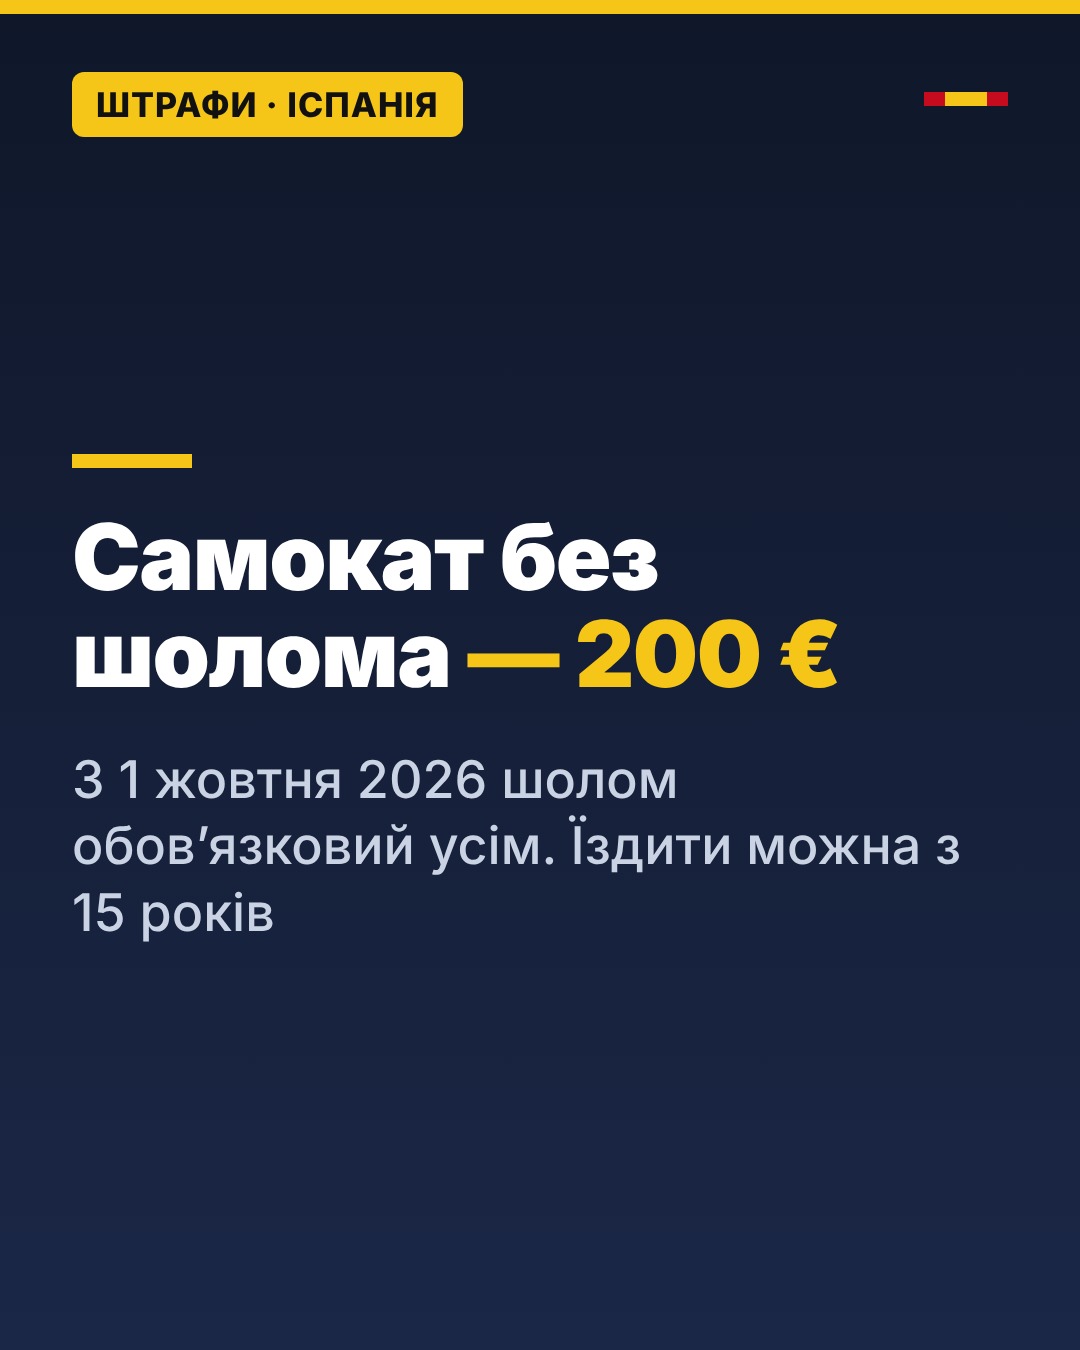 ШТРАФИ · ІСПАНІЯ
Самокат без
шолома — 200 €
З 1 жовтня 2026 шолом
обовʼязковий усім. Їздити можна з
15 років